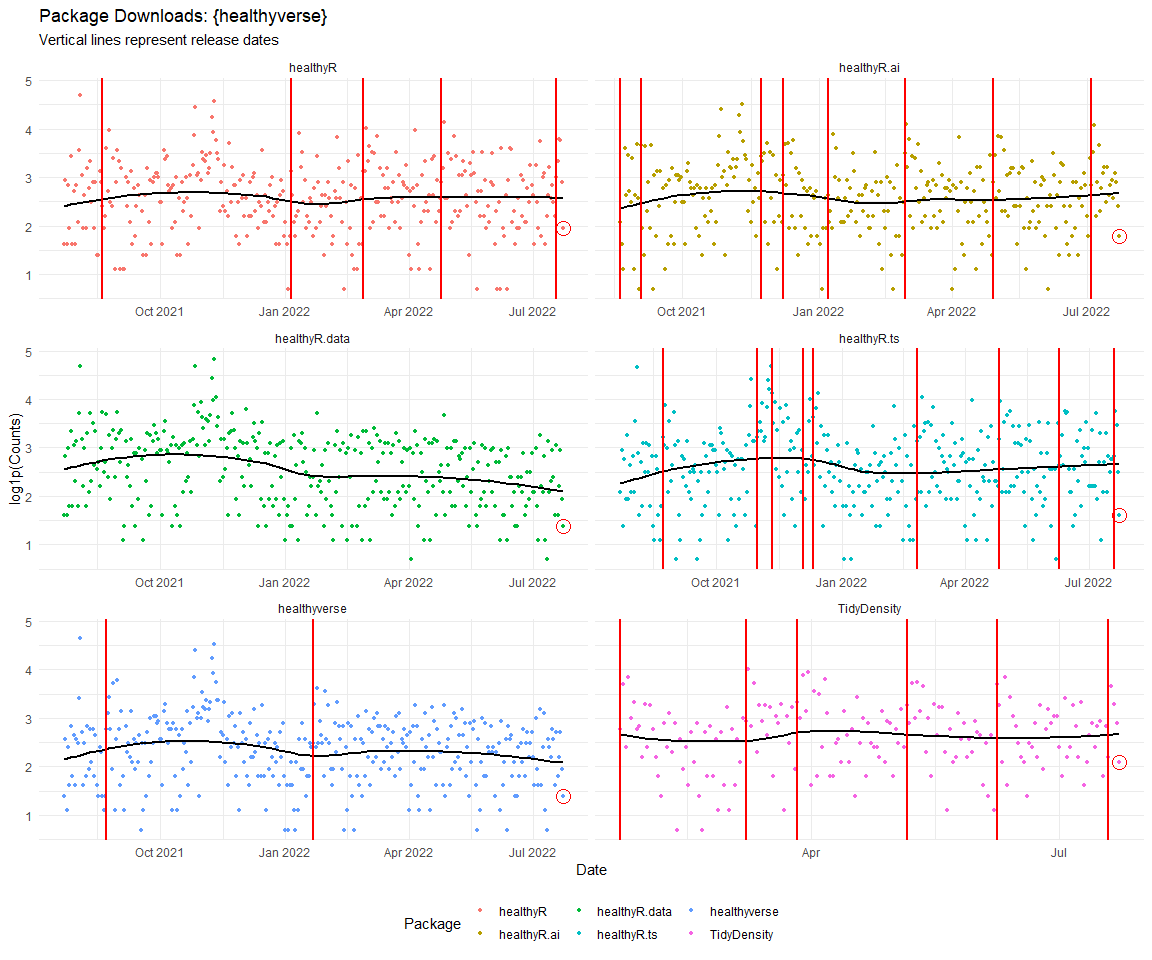 Package Downloads: {healthyverse}
Vertical lines represent release dates
healthyR
healthyR.ai
5
4
3
2
1
Oct 2021
Jan 2022
Apr 2022
Jul 2022
Oct 2021
Jan 2022
Apr 2022
Jul 2022
healthyR.data
healthyR.ts
5
4
3
2
1
log1p(Counts)
Oct 2021
Jan 2022
Apr 2022
Jul 2022
Oct 2021
Jan 2022
Apr 2022
Jul 2022
healthyverse
TidyDensity
5
4
3
2
1
Oct 2021
Jan 2022
Apr 2022
Jul 2022
Apr
Jul
Date
Package
healthyR
healthyR.data
healthyverse
healthyR.ai
healthyR.ts
TidyDensity